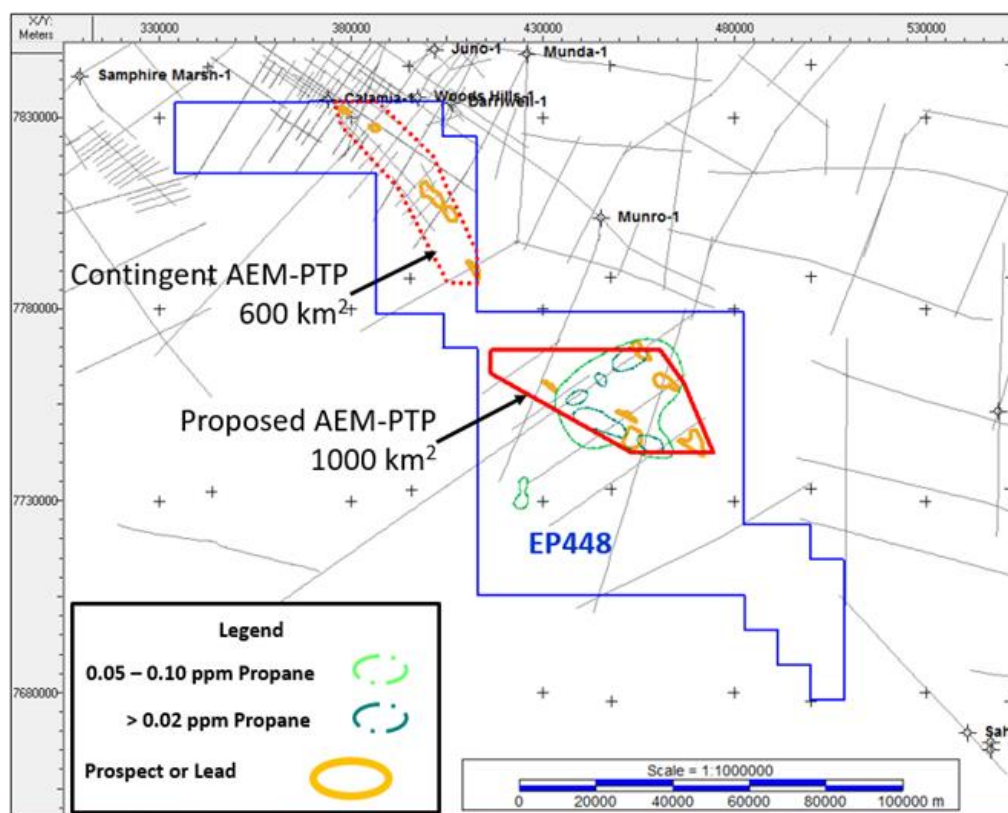 X/Y:
Meters
330000
380000
430000
480000
530000
Juno-1
Munda-1
Samphire Marsh-1
Calamia-1
Woods Hills-1
Barriwell-1
7830000
Munro-1
Contingent AEM-PTP
600 km²
7780000
Proposed AEM-PTP
1000 km²
7730000
EP448
Legend
0.05 – 0.10 ppm Propane
> 0.02 ppm Propane
Prospect or Lead
7680000
Sah
Scale = 1:1000000
0
20000
40000
60000
80000
100000 m